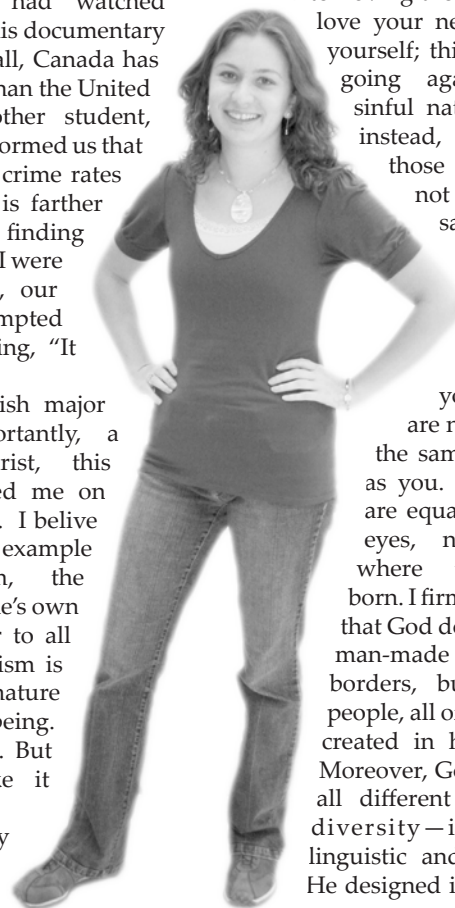 had watched
is documentary
all, Canada has
han the United
other student,
ormed us that
crime rates
is farther
finding
I were
, our
mpted
ing, “It
ish major
ortantly, a
rist, this
ed me on
. I belive
example
n, the
e’s own
r to all
ism is
nature
being.
. But
ke it
y
love your ne
yourself; thi
going aga
sinful nat
instead,
those
not
sa
yo
are n
the sam
as you.
are equa
eyes, n
where
born. I firm
that God do
man-made
borders, bu
people, all o
created in h
Moreover, Go
all different
diversity—i
linguistic and
He designed i